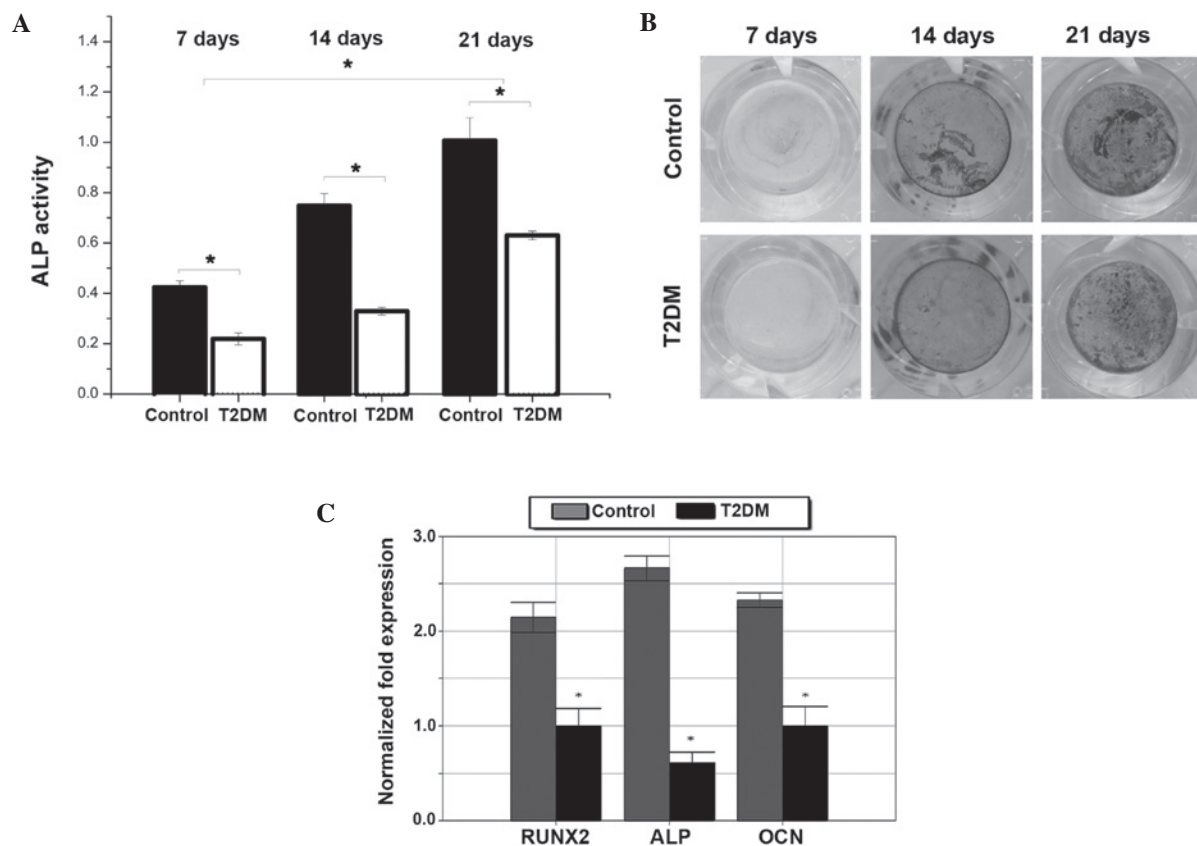 A
ALP activity
1.4
1.2
1.0
0.8
0.6
0.4
0.2
0.0
7 days 14 days 21 days
*
*
*
*
Control T2DM Control T2DM Control T2DM
B
7 days 14 days 21 days
Control
T2DM
C
Control T2DM
Normalized fold expression
3.0
2.0
1.0
0.0
* * *
RUNX2 ALP OCN